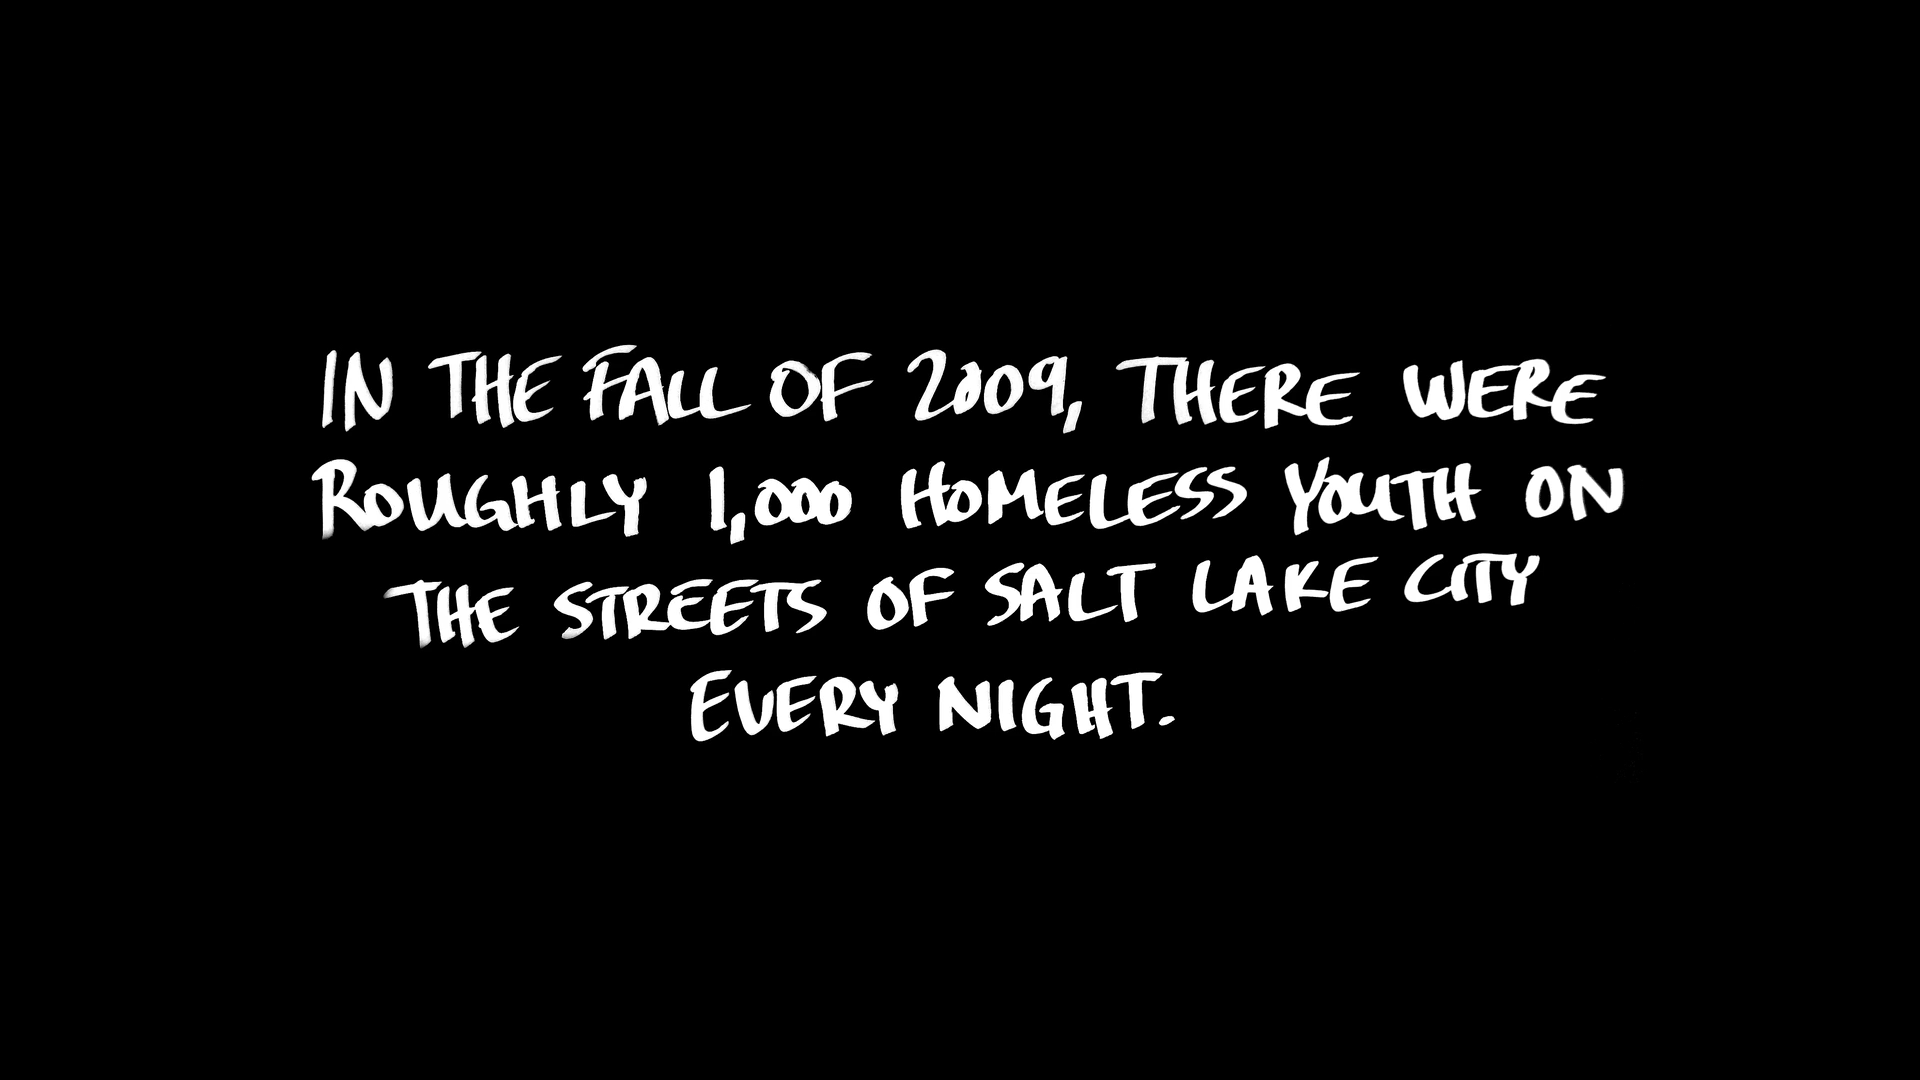 IN THE FALL OF 2009, THERE WERE
ROUGHLY 1,000 HOMELESS YOUTH ON
THE STREETS OF SALT LAKE CITY
EVERY NIGHT.